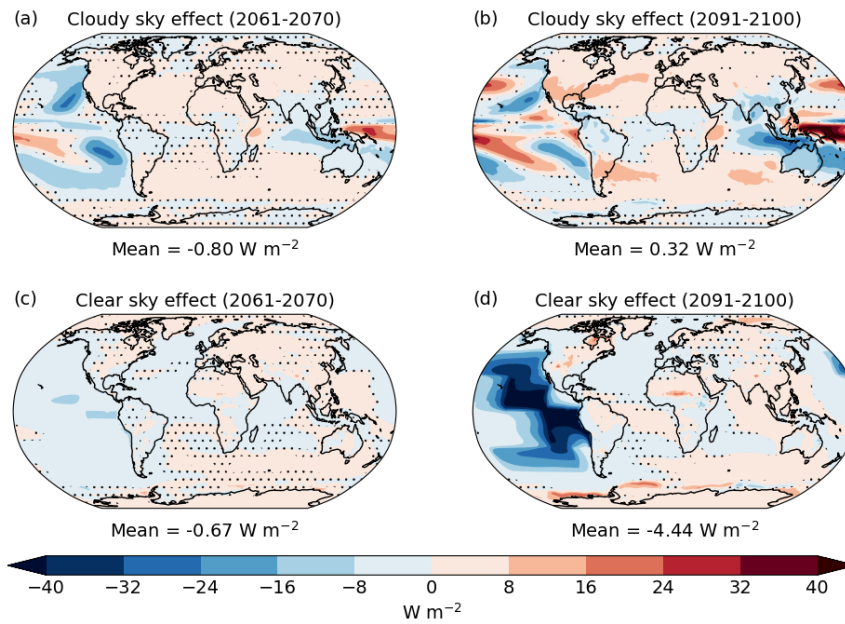 (a) Cloudy sky effect (2061-2070)
(b) Cloudy sky effect (2091-2100)
Mean = -0.80 W m⁻²
Mean = 0.32 W m⁻²
(c) Clear sky effect (2061-2070)
(d) Clear sky effect (2091-2100)
Mean = -0.67 W m⁻²
Mean = -4.44 W m⁻²
−40 −32 −24 −16 −8 0 8 16 24 32 40
W m⁻²